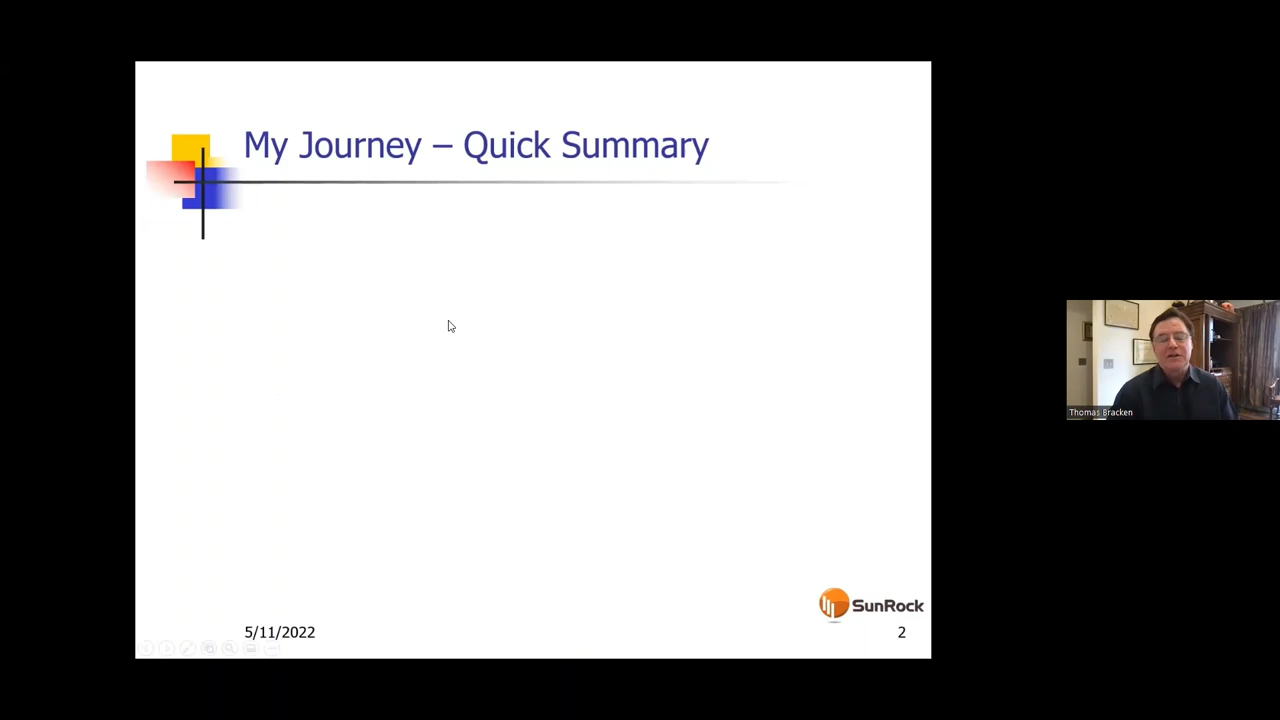 My Journey – Quick Summary
Thomas Bracken
SunRock
5/11/2022
2